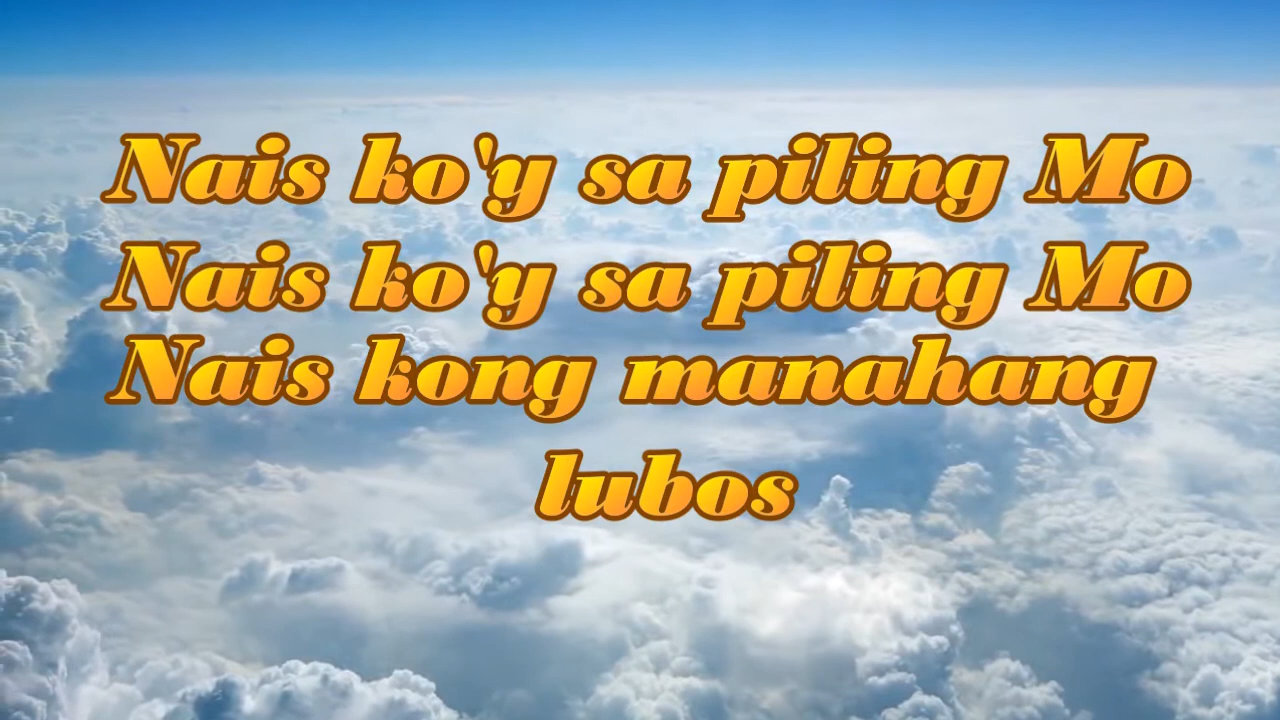 Nais ko'y sa piling Mo
Nais ko'y sa piling Mo
Nais kong manahang
lubos